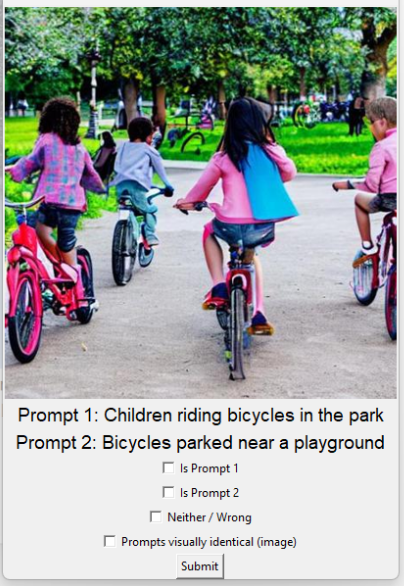 Prompt 1: Children riding bicycles in the park
Prompt 2: Bicycles parked near a playground
Is Prompt 1
Is Prompt 2
Neither / Wrong
Prompts visually identical (image)
Submit